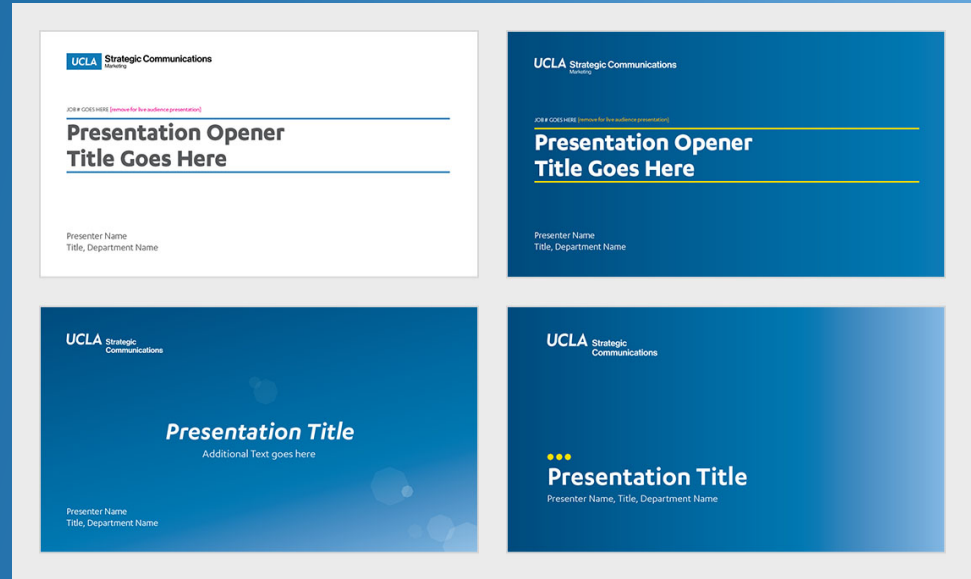 UCLA Strategic Communications
Marketing
JOB # GOES HERE [remove for live audience presentation]
Presentation Opener
Title Goes Here
Presenter Name
Title, Department Name
UCLA Strategic Communications
Marketing
JOB # GOES HERE [remove for live audience presentation]
Presentation Opener
Title Goes Here
Presenter Name
Title, Department Name
UCLA Strategic
Communications
Presentation Title
Additional Text goes here
Presenter Name
Title, Department Name
UCLA Strategic
Communications
Presentation Title
Presenter Name, Title, Department Name